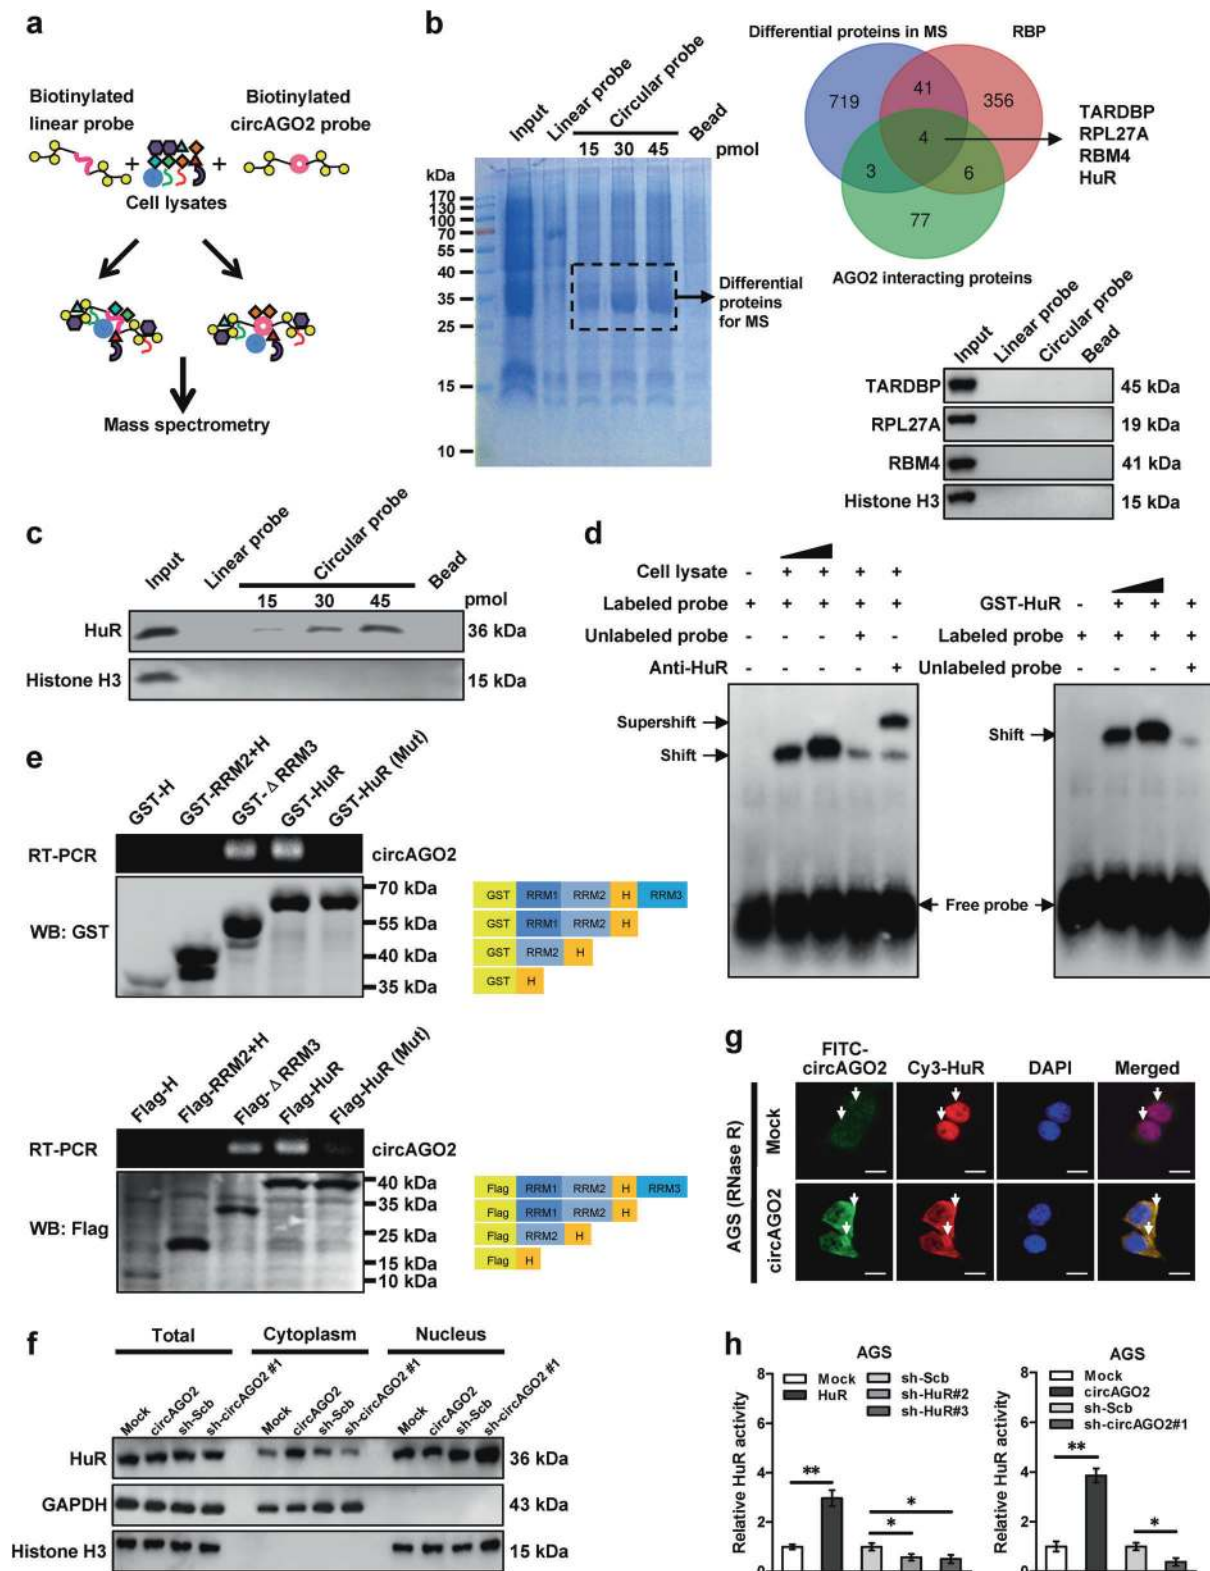 a
Biotinylated linear probe
Biotinylated circAGO2 probe
+ +
Cell lysates
Mass spectrometry
b
Input Linear probe Circular probe Bead
15 30 45 pmol
kDa
170
130
100
70
55
40
35
25
15
10
Differential proteins for MS
Differential proteins in MS
RBP
719 41 356
4
3 6
77
AGO2 interacting proteins
TARDBP
RPL27A
RBM4
HuR
Input Linear probe Circular probe Bead
TARDBP 45 kDa
RPL27A 19 kDa
RBM4 41 kDa
Histone H3 15 kDa
c
Input Linear probe Circular probe Bead
15 30 45 pmol
HuR 36 kDa
Histone H3 15 kDa
d
Cell lysate - + + + +
Labeled probe + + + + +
Unlabeled probe - - - + -
Anti-HuR - - - - +
Supershift
Shift
Free probe
GST-HuR - + + +
Labeled probe + + + +
Unlabeled probe - - - +
Shift
e
GST-H GST-RRM2+H GST-ΔRRM3 GST-HuR GST-HuR (Mut)
RT-PCR circAGO2
WB: GST
70 kDa
55 kDa
40 kDa
35 kDa
GST RRM1 RRM2 H RRM3
GST RRM1 RRM2 H
GST RRM2 H
GST H
Flag-H Flag-RRM2+H Flag-ΔRRM3 Flag-HuR Flag-HuR (Mut)
RT-PCR circAGO2
WB: Flag
40 kDa
35 kDa
25 kDa
15 kDa
10 kDa
Flag RRM1 RRM2 H RRM3
Flag RRM1 RRM2 H
Flag RRM2 H
Flag H
f
Total Cytoplasm Nucleus
Mock circAGO2 sh-Scb sh-circAGO2 #1 Mock circAGO2 sh-Scb sh-circAGO2 #1 Mock circAGO2 sh-Scb sh-circAGO2 #1
HuR 36 kDa
GAPDH 43 kDa
Histone H3 15 kDa
g
FITC-circAGO2 Cy3-HuR DAPI Merged
AGS (RNase R)
Mock
circAGO2
h
AGS
Relative HuR activity
8
6
4
2
0
Mock
HuR
sh-Scb
sh-HuR#2
sh-HuR#3
** * *
AGS
Relative HuR activity
8
6
4
2
0
Mock
circAGO2
sh-Scb
sh-circAGO2#1
** *